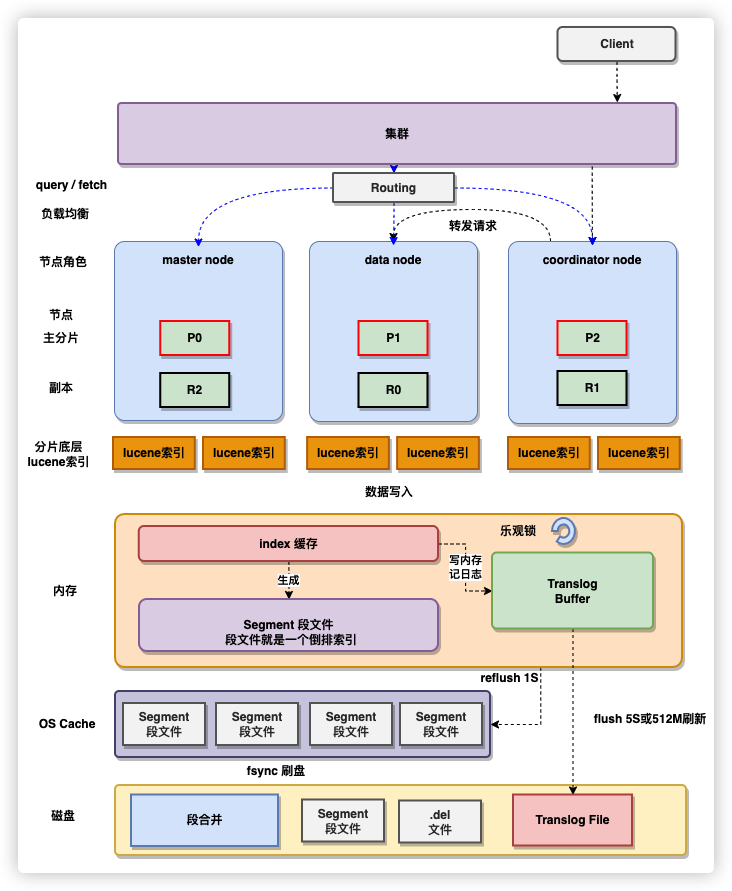 Client
集群
query / fetch
Routing
负载均衡
转发请求
节点角色
master node
data node
coordinator node
节点
主分片
P0
P1
P2
副本
R2
R0
R1
分片底层
lucene索引
lucene索引
lucene索引
lucene索引
lucene索引
lucene索引
lucene索引
数据写入
index 缓存
乐观锁
写内存
记日志
生成
内存
Translog
Buffer
Segment 段文件
段文件就是一个倒排索引
reflush 1S
OS Cache
Segment
段文件
Segment
段文件
Segment
段文件
Segment
段文件
flush 5S或512M刷新
fsync 刷盘
磁盘
段合并
Segment
段文件
.del
文件
Translog File